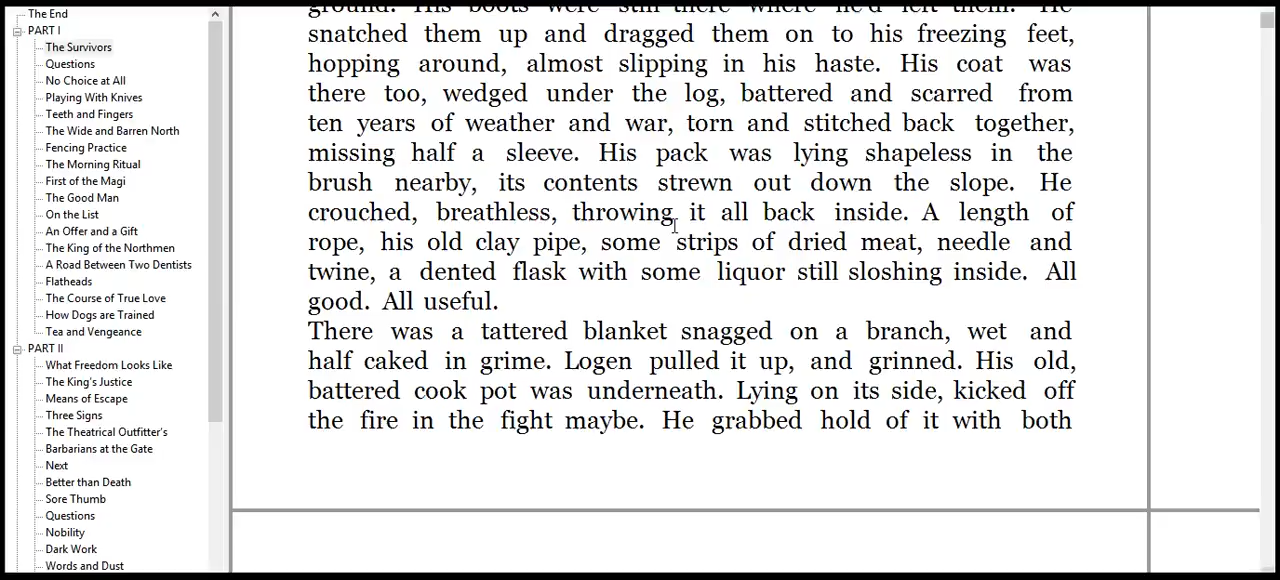 The End
PART I
The Survivors
Questions
No Choice at All
Playing With Knives
Teeth and Fingers
The Wide and Barren North
Fencing Practice
The Morning Ritual
First of the Magi
The Good Man
On the List
An Offer and a Gift
The King of the Northmen
A Road Between Two Dentists
Flatheads
The Course of True Love
How Dogs are Trained
Tea and Vengeance
PART II
What Freedom Looks Like
The King's Justice
Means of Escape
Three Signs
The Theatrical Outfitter's
Barbarians at the Gate
Next
Better than Death
Sore Thumb
Questions
Nobility
Dark Work
Words and Dust
ground. His boots were still there where he'd left them. He
snatched them up and dragged them on to his freezing feet,
hopping around, almost slipping in his haste. His coat was
there too, wedged under the log, battered and scarred from
ten years of weather and war, torn and stitched back together,
missing half a sleeve. His pack was lying shapeless in the
brush nearby, its contents strewn out down the slope. He
crouched, breathless, throwing it all back inside. A length of
rope, his old clay pipe, some strips of dried meat, needle and
twine, a dented flask with some liquor still sloshing inside. All
good. All useful.
There was a tattered blanket snagged on a branch, wet and
half caked in grime. Logen pulled it up, and grinned. His old,
battered cook pot was underneath. Lying on its side, kicked off
the fire in the fight maybe. He grabbed hold of it with both